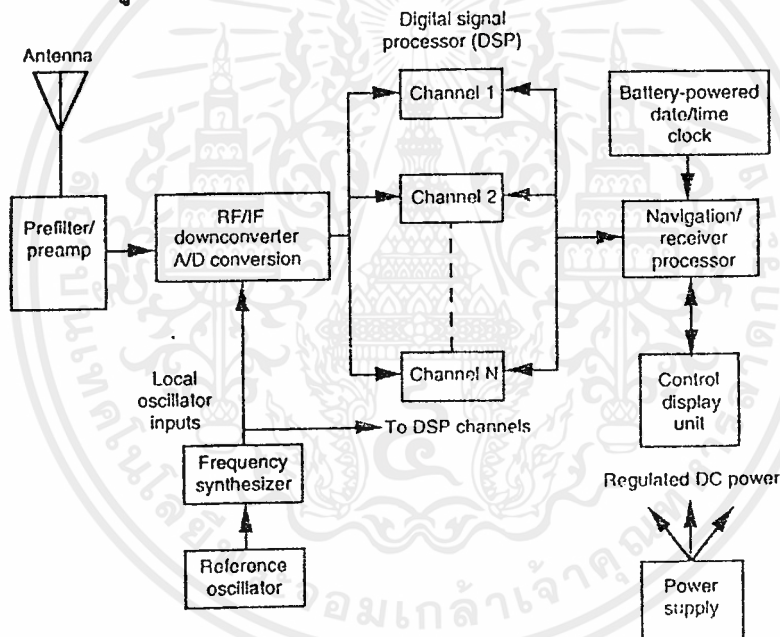 Digital signal
processor (DSP)
Antenna
Channel 1
Battery-powered
date/time
clock
Prefilter/
preamp
RF/IF
downconverter
A/D conversion
Channel 2
Navigation/
receiver
processor
Channel N
Control
display
unit
Local
oscillator
inputs
To DSP channels
Frequency
synthesizer
Regulated DC power
Reference
oscillator
Power
supply